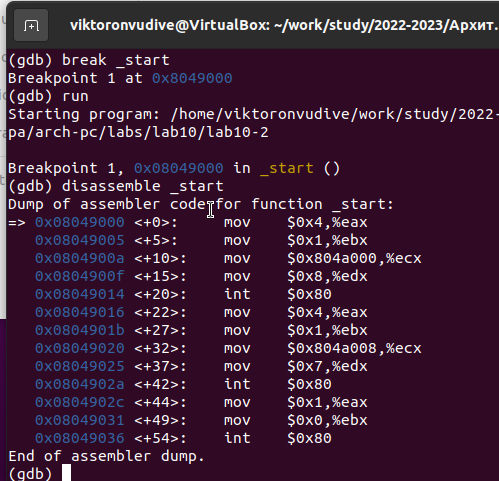 viktoronvudive@VirtualBox: ~/work/study/2022-2023/Архит.
(gdb) break _start
Breakpoint 1 at 0x8049000
(gdb) run
Starting program: /home/viktoronvudive/work/study/2022-
pa/arch-pc/labs/lab10/lab10-2
Breakpoint 1, 0x08049000 in _start ()
(gdb) disassemble _start
Dump of assembler code for function _start:
=> 0x08049000 <+0>: mov $0x4,%eax
0x08049005 <+5>: mov $0x1,%ebx
0x0804900a <+10>: mov $0x804a000,%ecx
0x0804900f <+15>: mov $0x8,%edx
0x08049014 <+20>: int $0x80
0x08049016 <+22>: mov $0x4,%eax
0x0804901b <+27>: mov $0x1,%ebx
0x08049020 <+32>: mov $0x804a008,%ecx
0x08049025 <+37>: mov $0x7,%edx
0x0804902a <+42>: int $0x80
0x0804902c <+44>: mov $0x1,%eax
0x08049031 <+49>: mov $0x0,%ebx
0x08049036 <+54>: int $0x80
End of assembler dump.
(gdb)